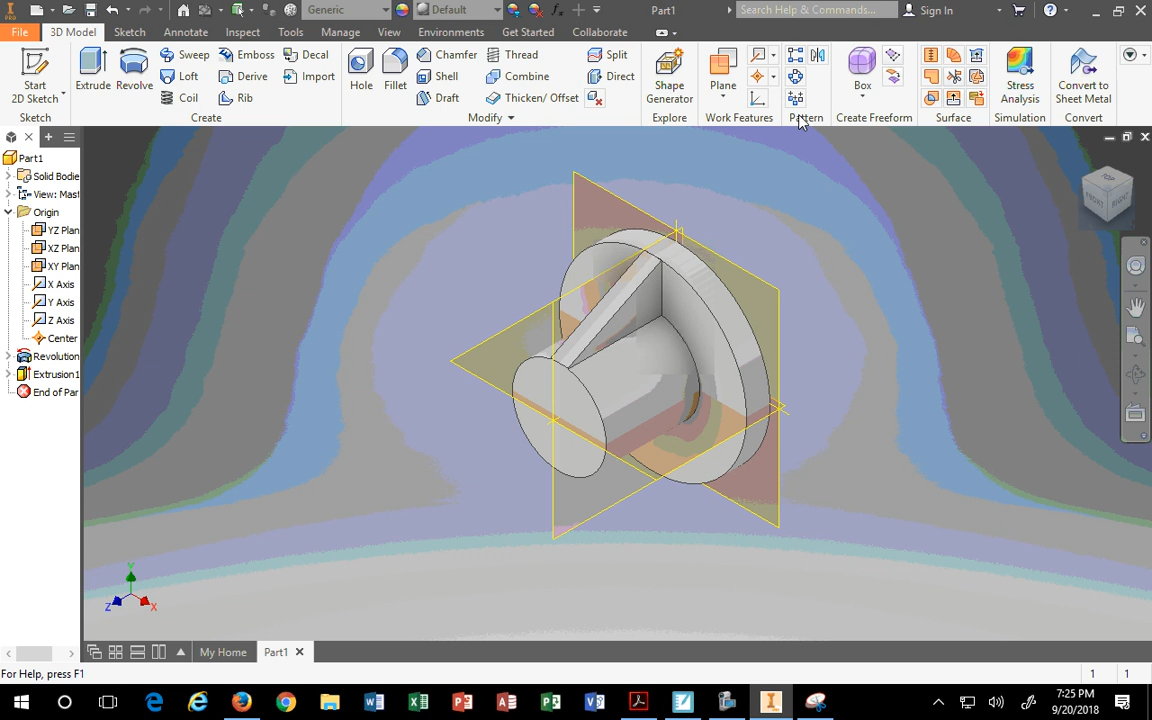 PRO
Generic
Default
Part1
Search Help & Commands...
Sign In
File
3D Model
Sketch
Annotate
Inspect
Tools
Manage
View
Environments
Get Started
Collaborate
Start
2D Sketch
Extrude
Revolve
Sweep
Loft
Coil
Emboss
Derive
Rib
Decal
Import
Hole
Fillet
Chamfer
Shell
Draft
Thread
Combine
Thicken/ Offset
Split
Direct
Shape
Generator
Plane
Box
Stress
Analysis
Convert to
Sheet Metal
Sketch
Create
Modify
Explore
Work Features
Pattern
Create Freeform
Surface
Simulation
Convert
Part1
Solid Bodie
View: Mast
Origin
YZ Plan
XZ Plan
XY Plan
X Axis
Y Axis
Z Axis
Center
Revolution
Extrusion1
End of Par
TOP
FRONT
RIGHT
Y
Z
X
My Home
Part1
For Help, press F1
1
1
7:25 PM
9/20/2018